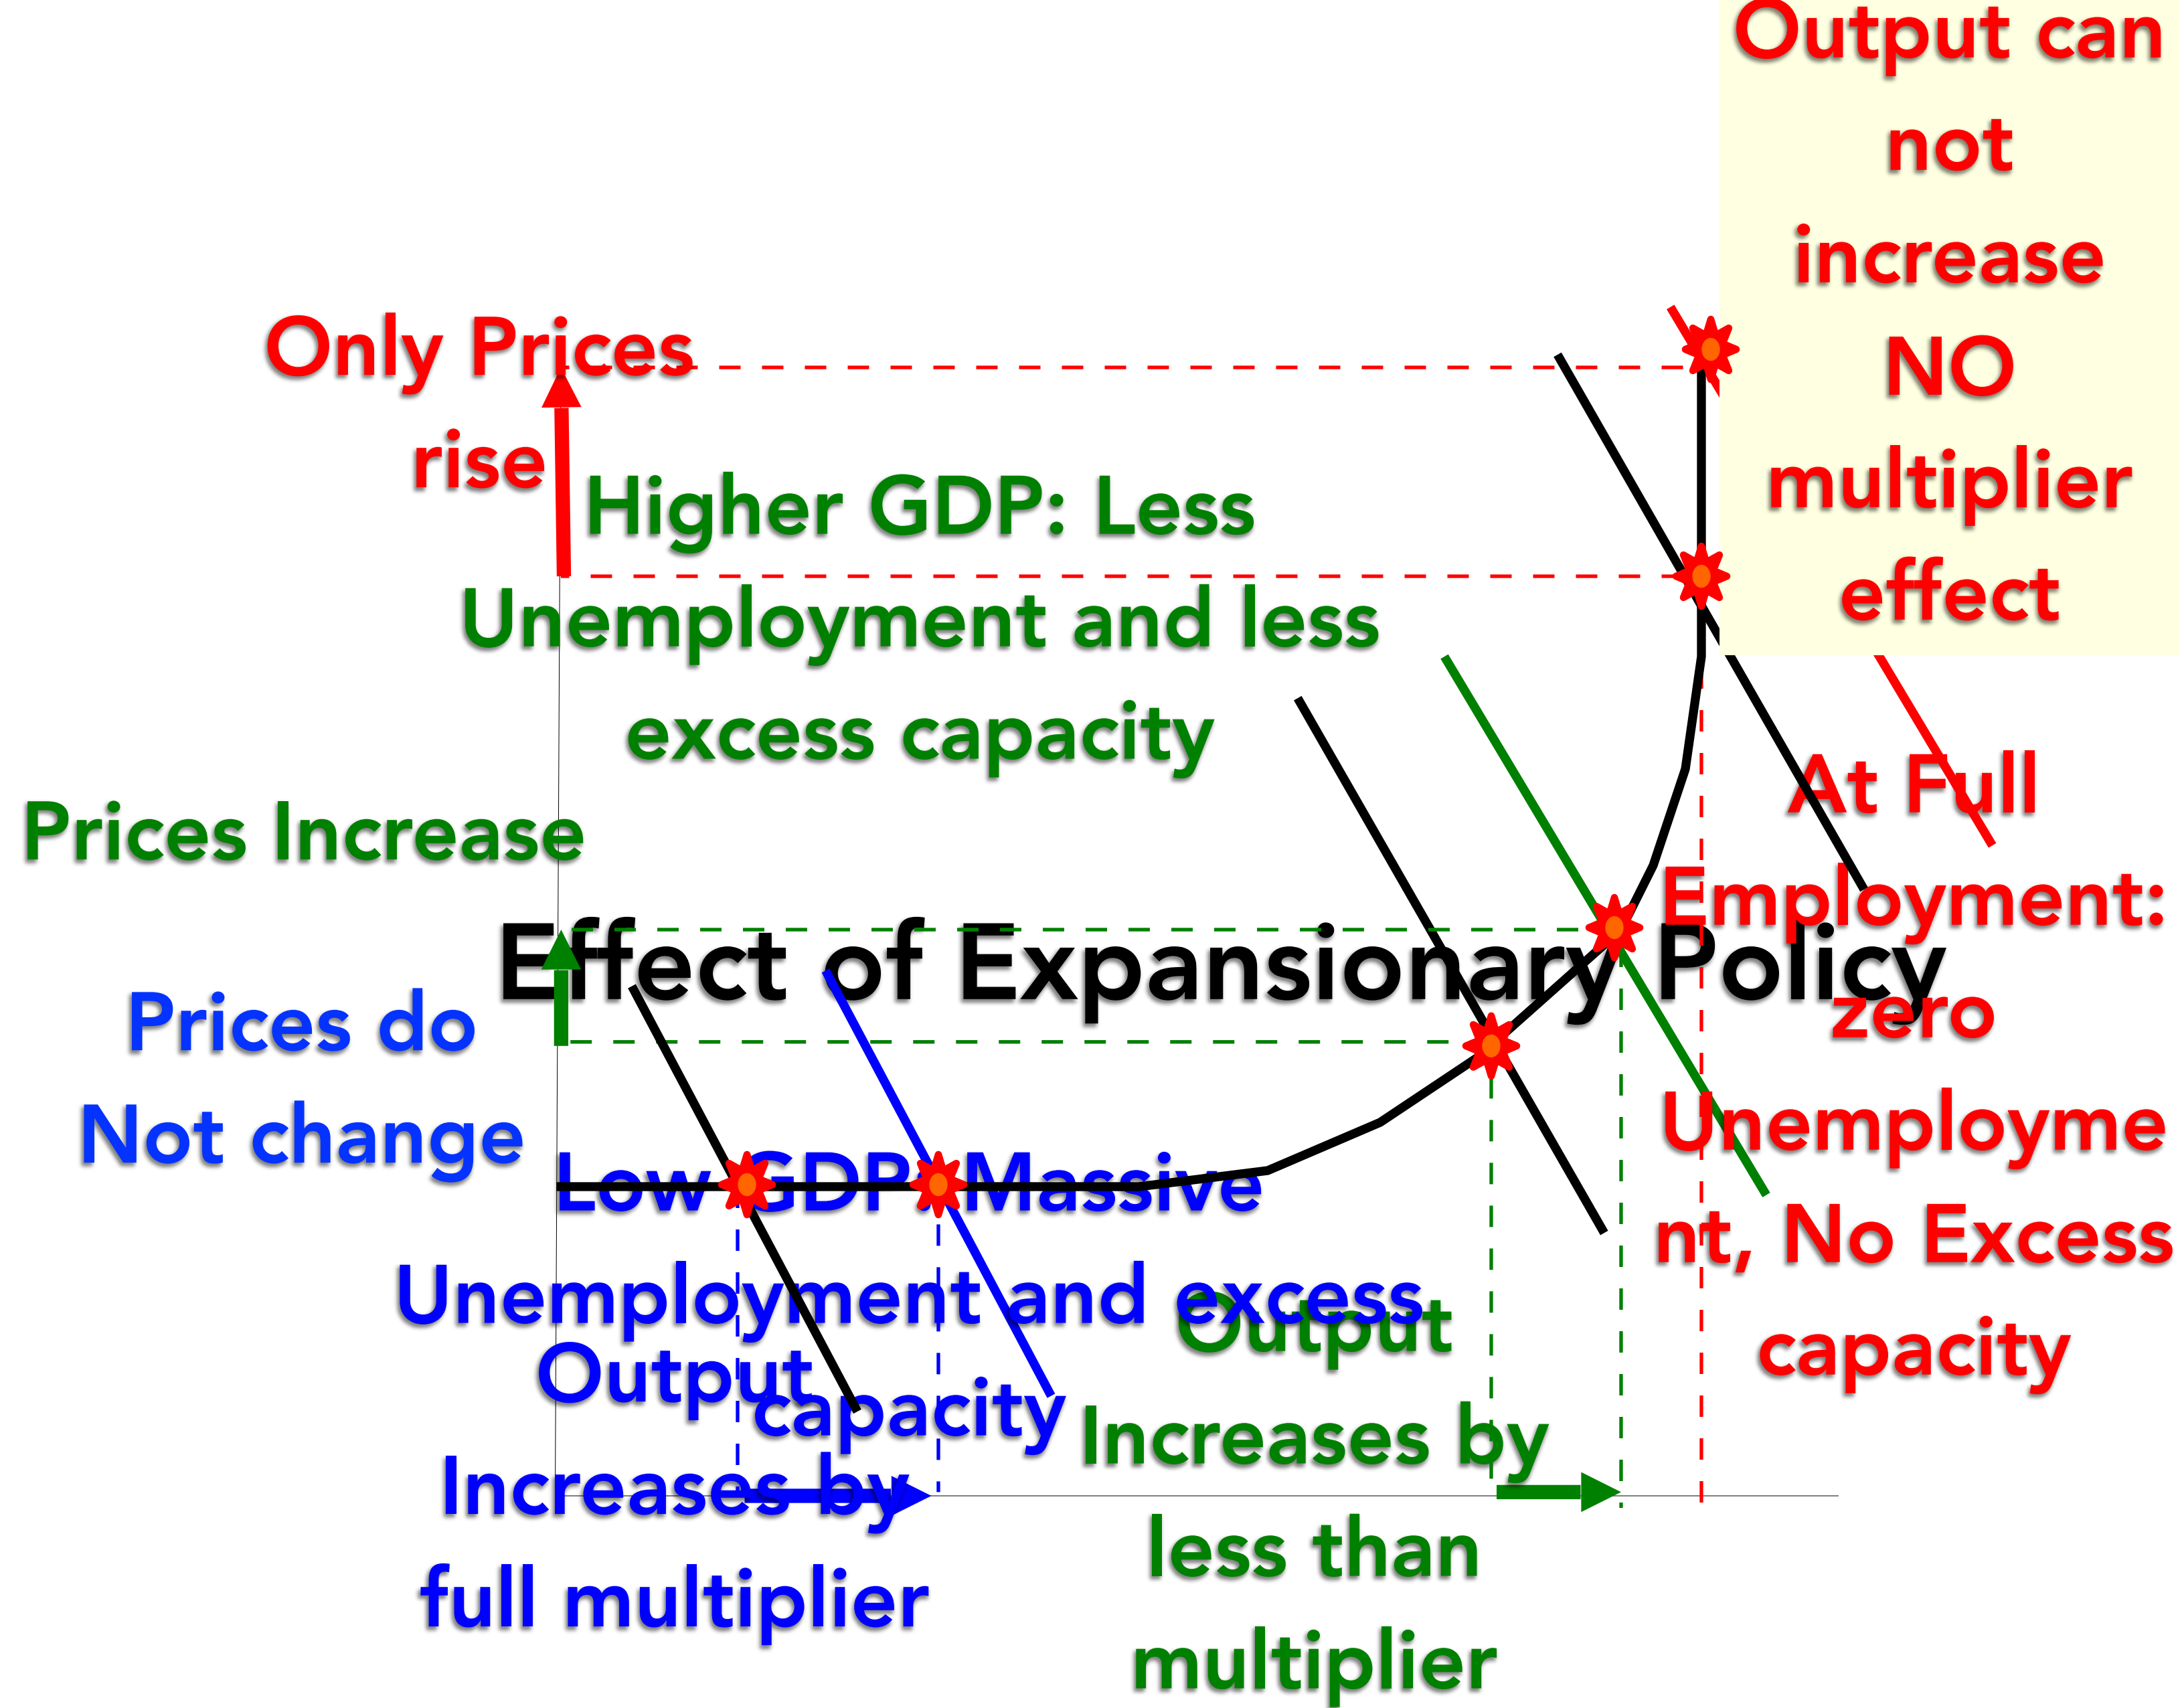 Output can
not
increase
NO
multiplier
effect
Only Prices
rise
Higher GDP: Less
Unemployment and less
excess capacity
Prices Increase
Effect of Expansionary Policy
At Full
Employment:
zero
Unemployme
nt, No Excess
capacity
Prices do
Not change
Low GDP: Massive
Unemployment and excess
capacity
Output
Increases by
full multiplier
Output
Increases by
less than
multiplier